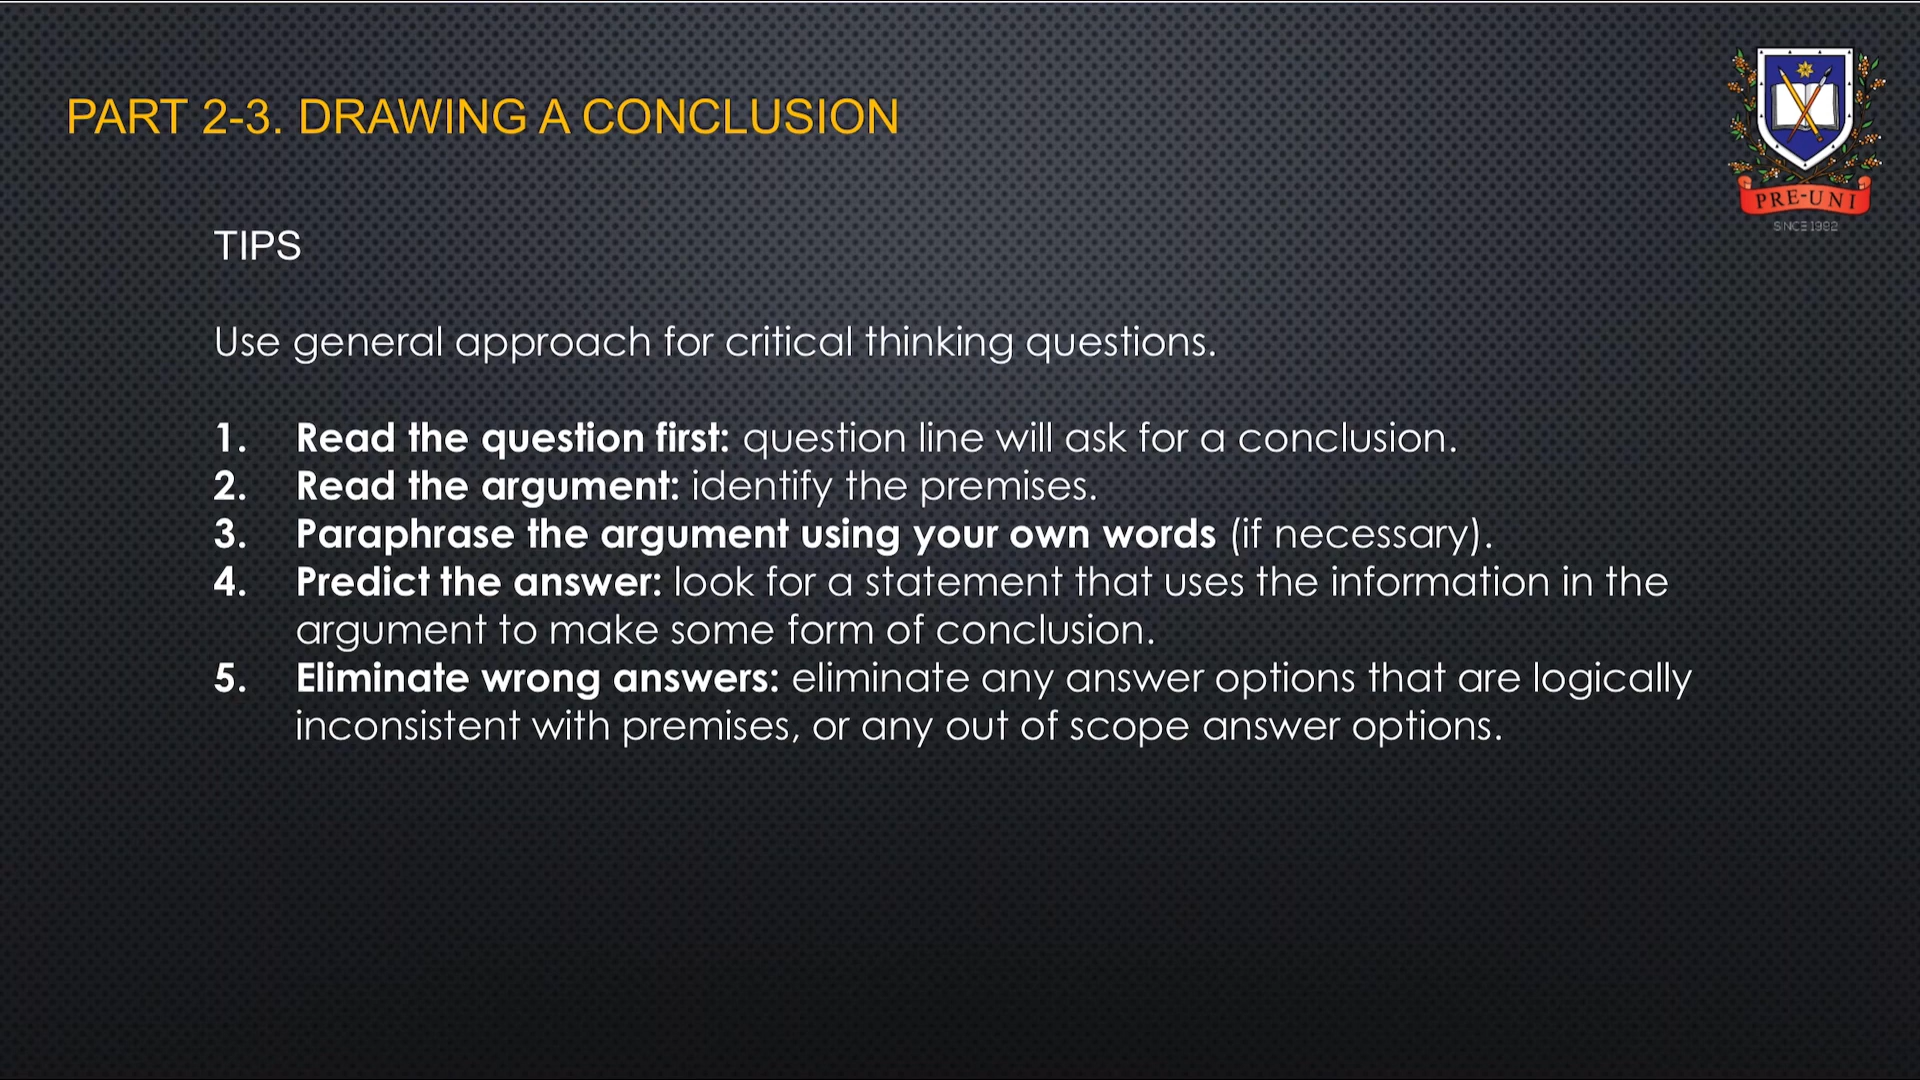 PART 2-3. DRAWING A CONCLUSION
PRE-UNI
SINCE 1992
TIPS
Use general approach for critical thinking questions.
1. Read the question first: question line will ask for a conclusion.
2. Read the argument: identify the premises.
3. Paraphrase the argument using your own words (if necessary).
4. Predict the answer: look for a statement that uses the information in the
argument to make some form of conclusion.
5. Eliminate wrong answers: eliminate any answer options that are logically
inconsistent with premises, or any out of scope answer options.